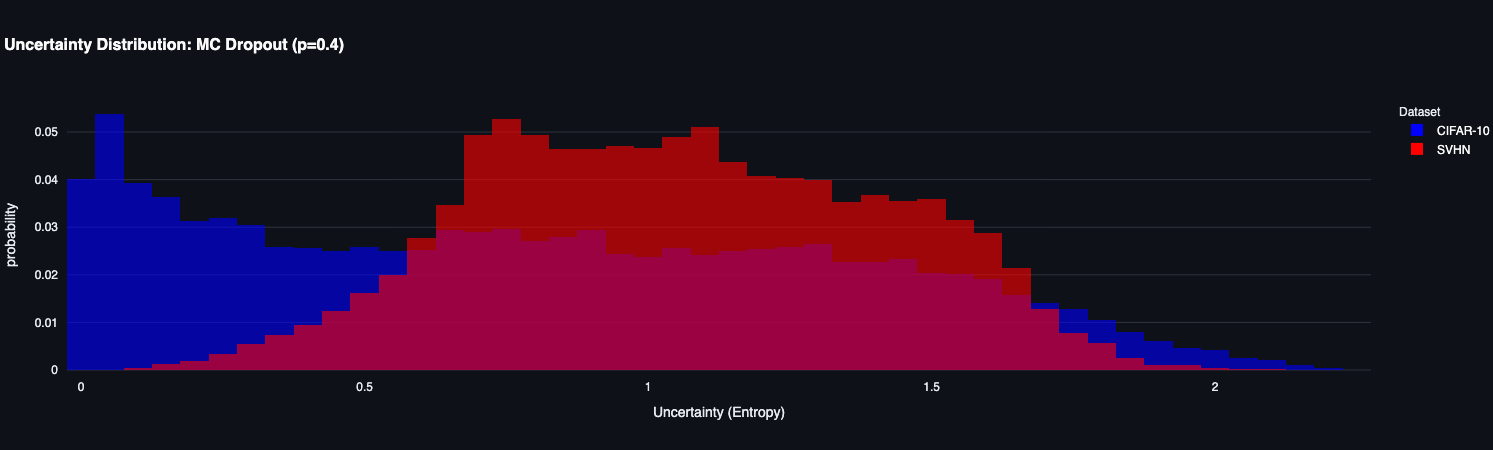 Uncertainty Distribution: MC Dropout (p=0.4)
Dataset
CIFAR-10
SVHN
probability
0.05
0.04
0.03
0.02
0.01
0
0 0.5 1 1.5 2
Uncertainty (Entropy)